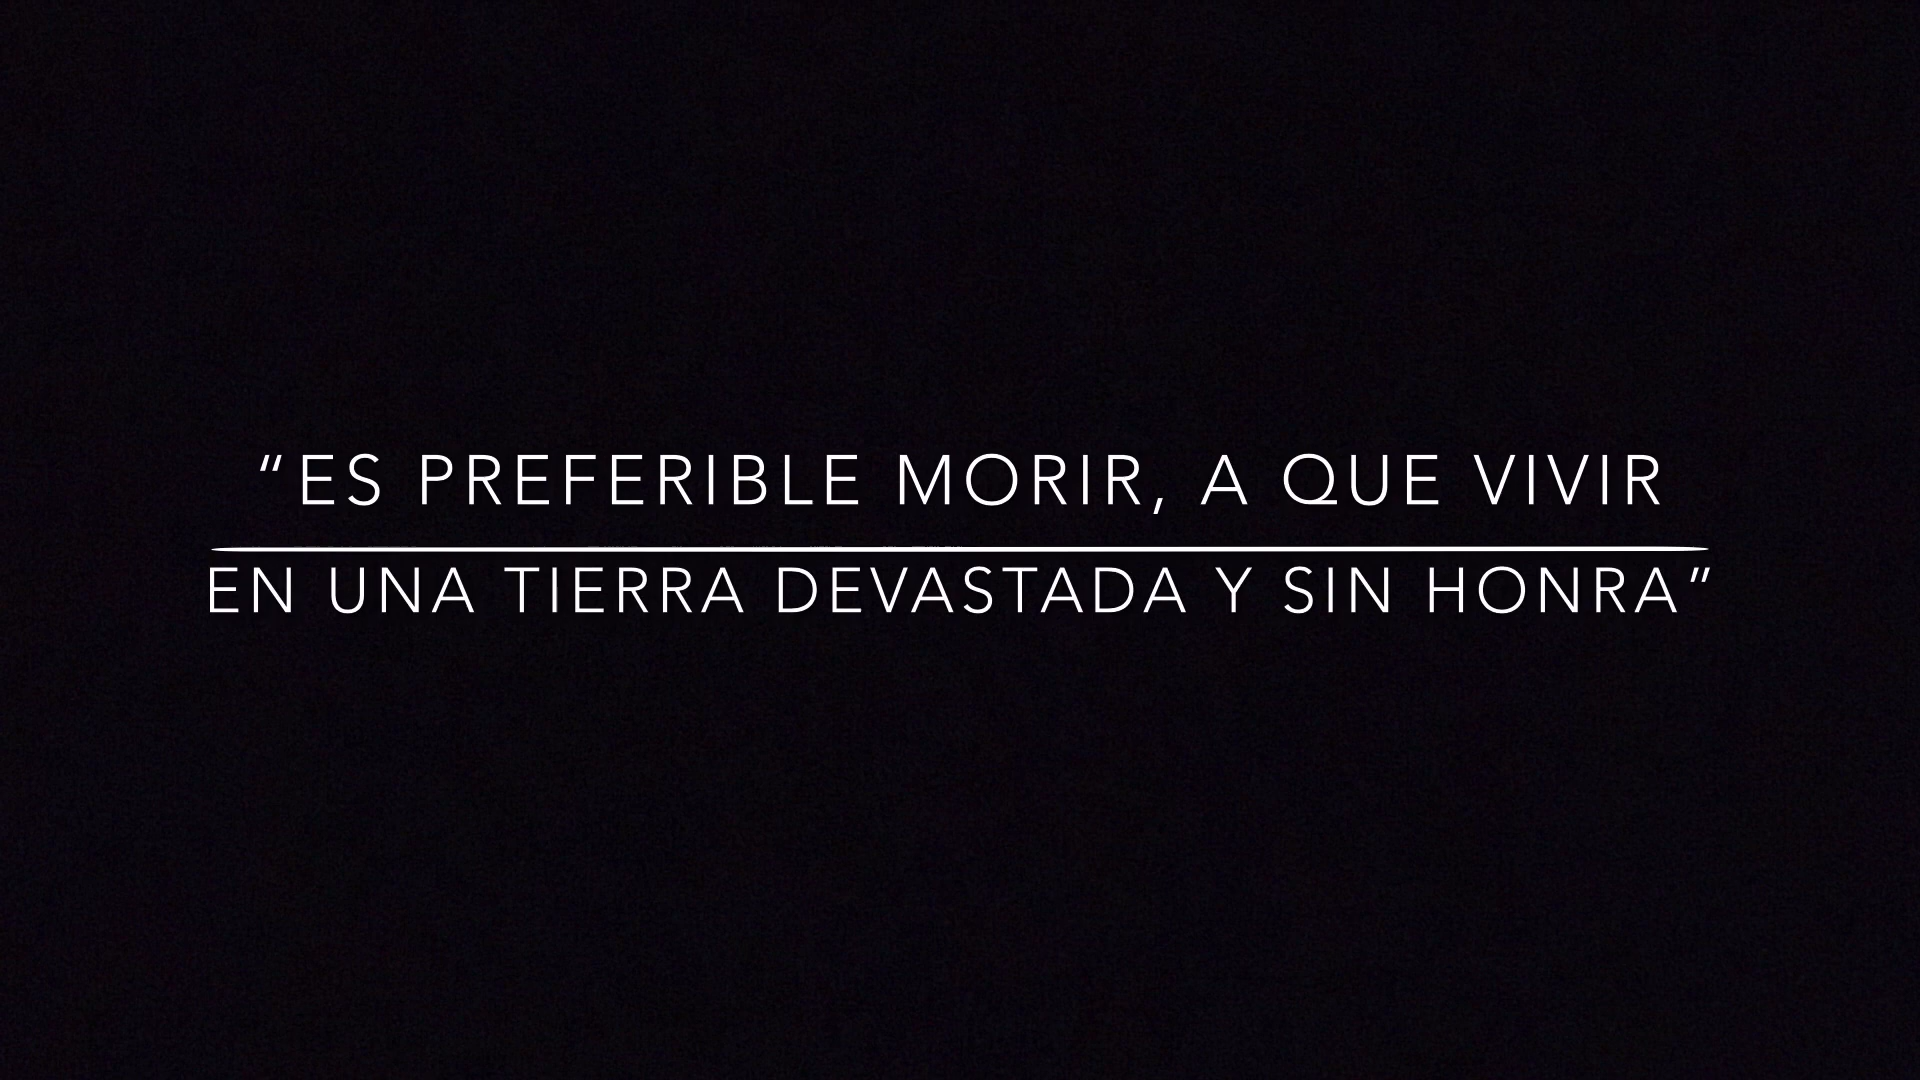 “ES PREFERIBLE MORIR, A QUE VIVIR
EN UNA TIERRA DEVASTADA Y SIN HONRA”